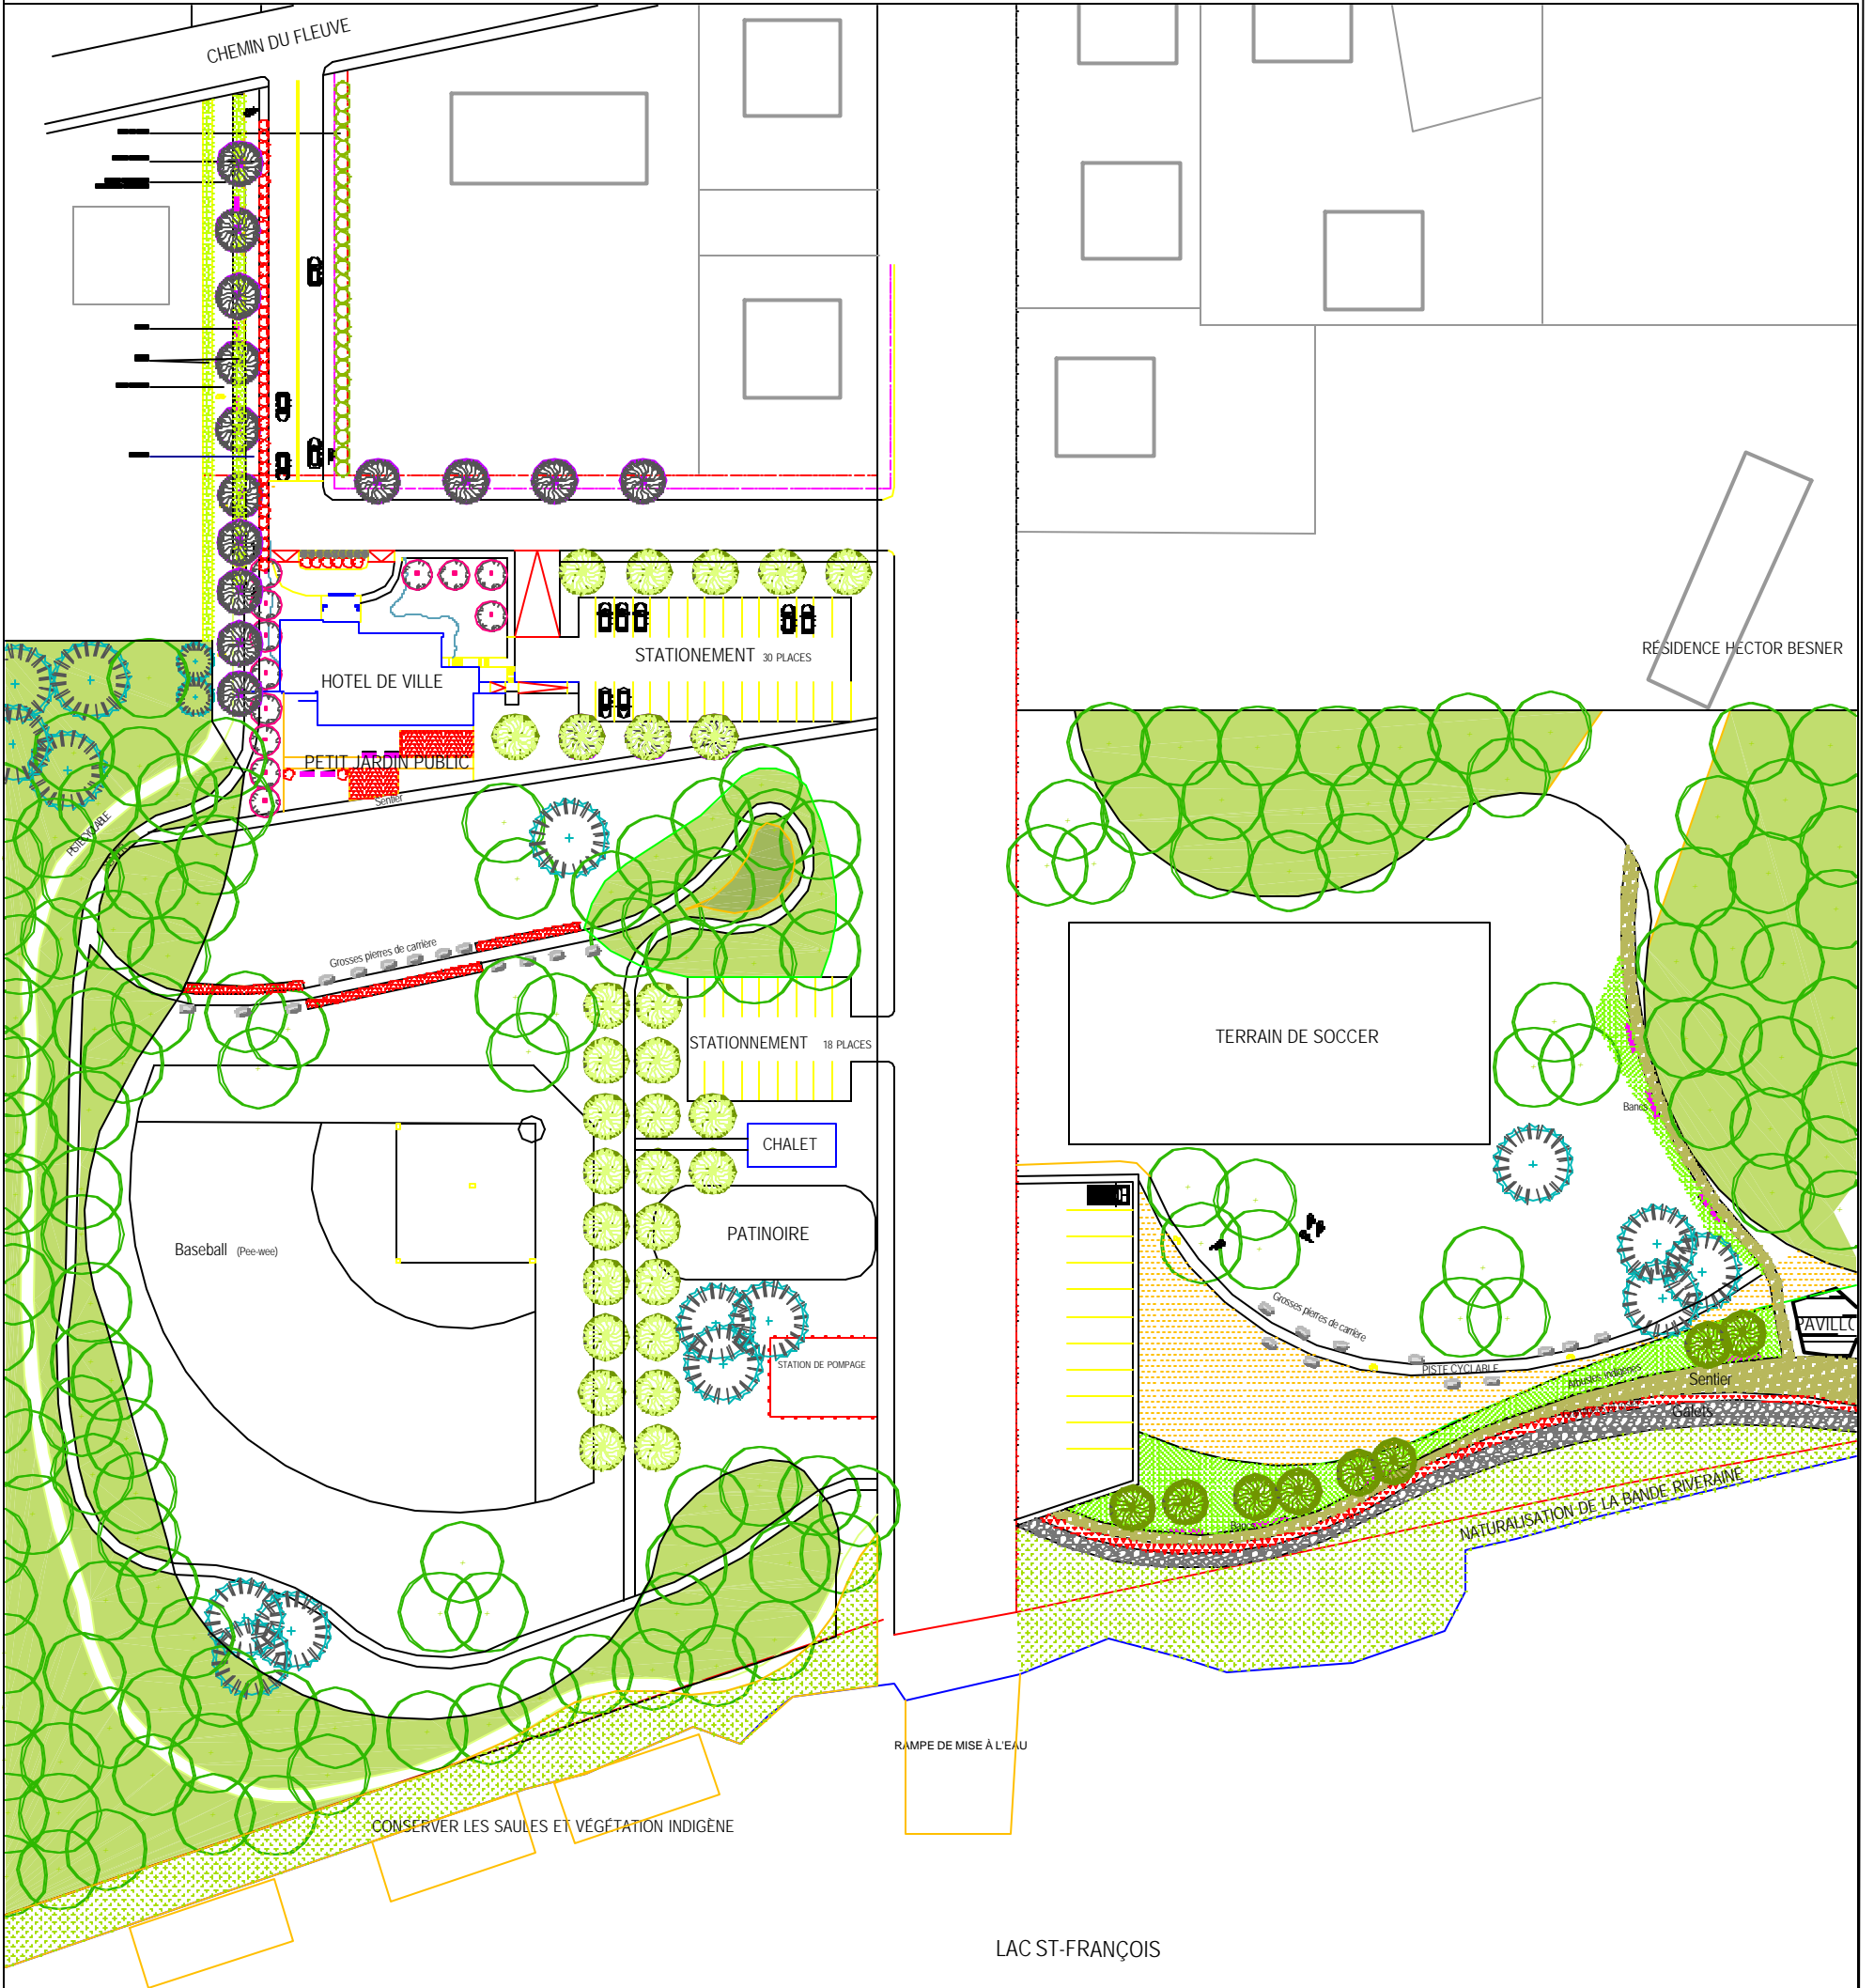 CHEMIN DU FLEUVE
STATIONEMENT 30 PLACES
HOTEL DE VILLE
RÉSIDENCE HECTOR BESNER
PETIT JARDIN PUBLIC
Sentier
PISTE CYCLABLE
Grosses pierres de carrière
STATIONNEMENT 18 PLACES
TERRAIN DE SOCCER
Bancs
CHALET
PATINOIRE
Baseball (Pee-wee)
Grosses pierres de carrière
PAVILLO
STATION DE POMPAGE
PISTE CYCLABLE
Arbustes indigènes
Sentier
Galets
NATURALISATION DE LA BANDE RIVERAINE
Bancs
RAMPE DE MISE À L'EAU
CONSERVER LES SAULES ET VÉGÉTATION INDIGÈNE
LAC ST-FRANÇOIS